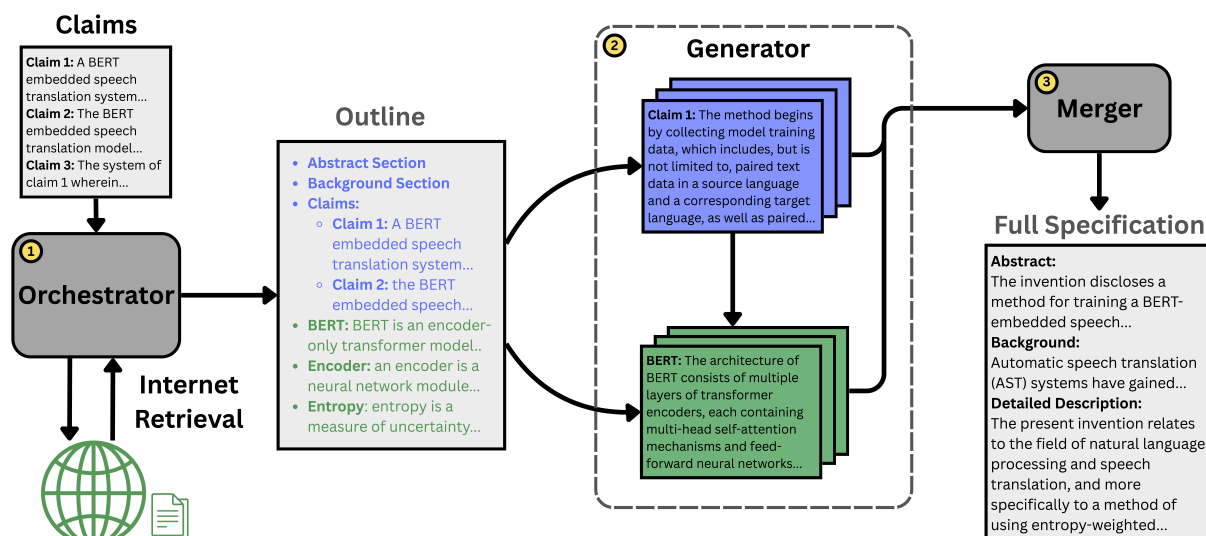 Claims
Claim 1: A BERT
embedded speech
translation system...
Claim 2: The BERT
embedded speech
translation model...
Claim 3: The system of
claim 1 wherein...
1
Orchestrator
Internet
Retrieval
Outline
• Abstract Section
• Background Section
• Claims:
◦ Claim 1: A BERT
embedded speech
translation system...
◦ Claim 2: the BERT
embedded speech...
• BERT: BERT is an encoder-
only transformer model..
• Encoder: an encoder is a
neural network module...
• Entropy: entropy is a
measure of uncertainty...
2
Generator
Claim 1: The method begins
by collecting model training
data, which includes, but is
not limited to, paired text
data in a source language
and a corresponding target
language, as well as paired...
BERT: The architecture of
BERT consists of multiple
layers of transformer
encoders, each containing
multi-head self-attention
mechanisms and feed-
forward neural networks...
3
Merger
Full Specification
Abstract:
The invention discloses a
method for training a BERT-
embedded speech...
Background:
Automatic speech translation
(AST) systems have gained...
Detailed Description:
The present invention relates
to the field of natural language
processing and speech
translation, and more
specifically to a method of
using entropy-weighted...